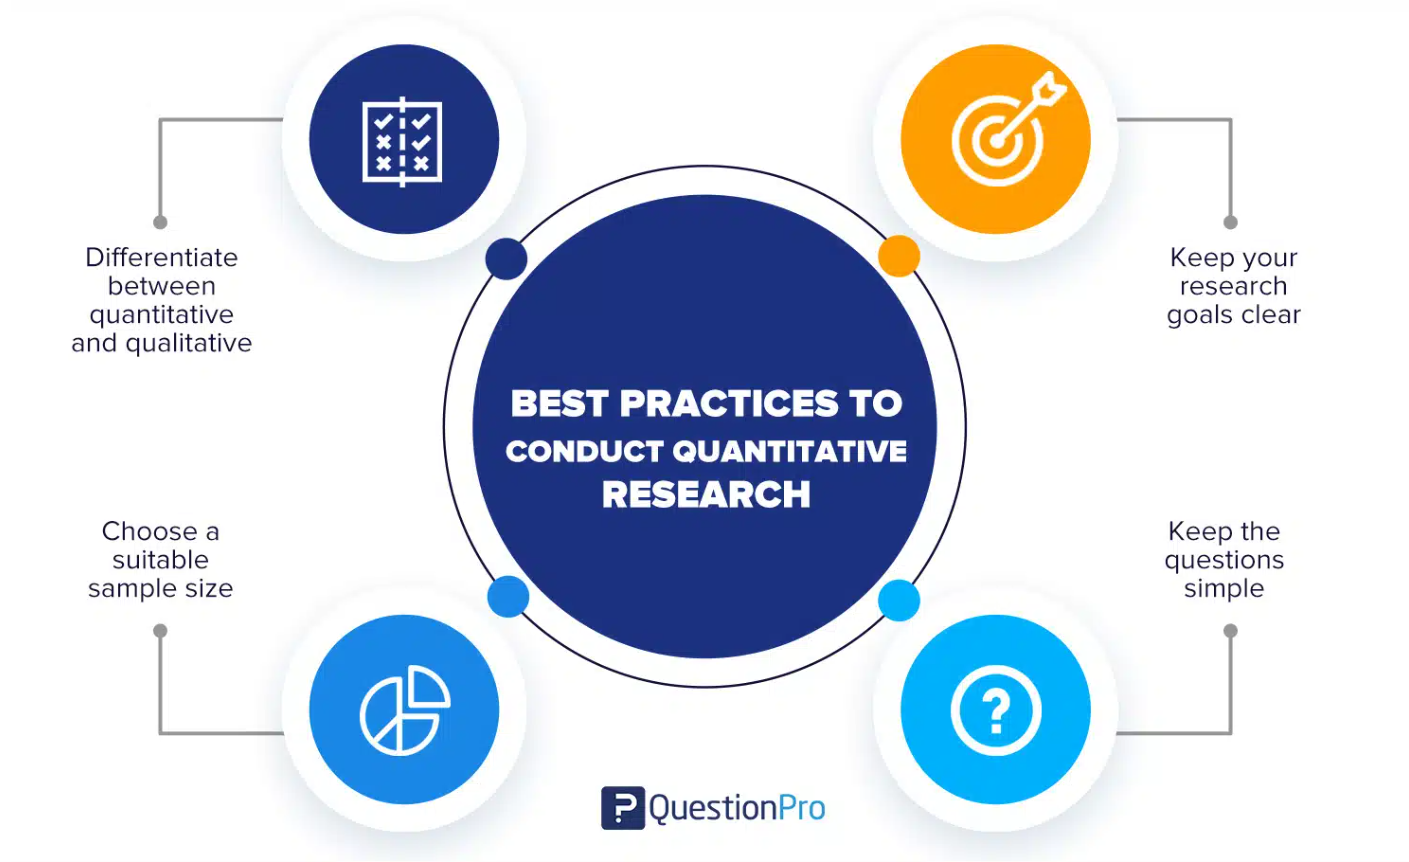 Differentiate
between
quantitative
and qualitative
Keep your
research
goals clear
BEST PRACTICES TO
CONDUCT QUANTITATIVE
RESEARCH
Choose a
suitable
sample size
Keep the
questions
simple
?
? QuestionPro